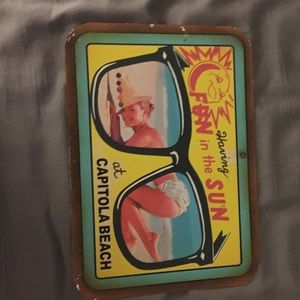 Having
FUN
in the SUN
at
CAPITOLA BEACH